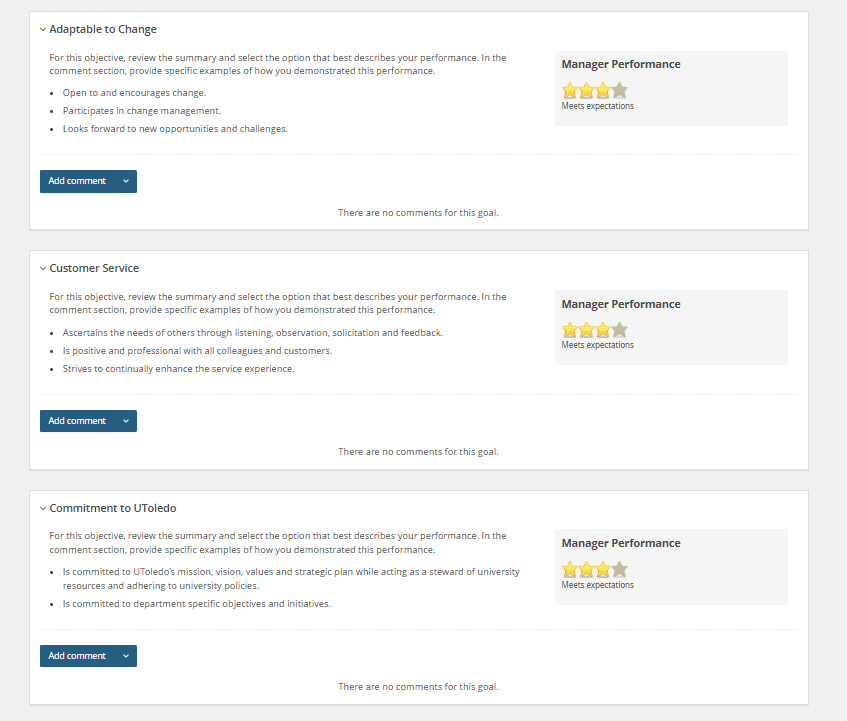 Adaptable to Change
For this objective, review the summary and select the option that best describes your performance. In the
comment section, provide specific examples of how you demonstrated this performance.
• Open to and encourages change.
• Participates in change management.
• Looks forward to new opportunities and challenges.
Manager Performance
Meets expectations
Add comment
There are no comments for this goal.
Customer Service
For this objective, review the summary and select the option that best describes your performance. In the
comment section, provide specific examples of how you demonstrated this performance.
• Ascertains the needs of others through listening, observation, solicitation and feedback.
• Is positive and professional with all colleagues and customers.
• Strives to continually enhance the service experience.
Manager Performance
Meets expectations
Add comment
There are no comments for this goal.
Commitment to UToledo
For this objective, review the summary and select the option that best describes your performance. In the
comment section, provide specific examples of how you demonstrated this performance.
• Is committed to UToledo's mission, vision, values and strategic plan while acting as a steward of university
resources and adhering to university policies.
• Is committed to department specific objectives and initiatives.
Manager Performance
Meets expectations
Add comment
There are no comments for this goal.